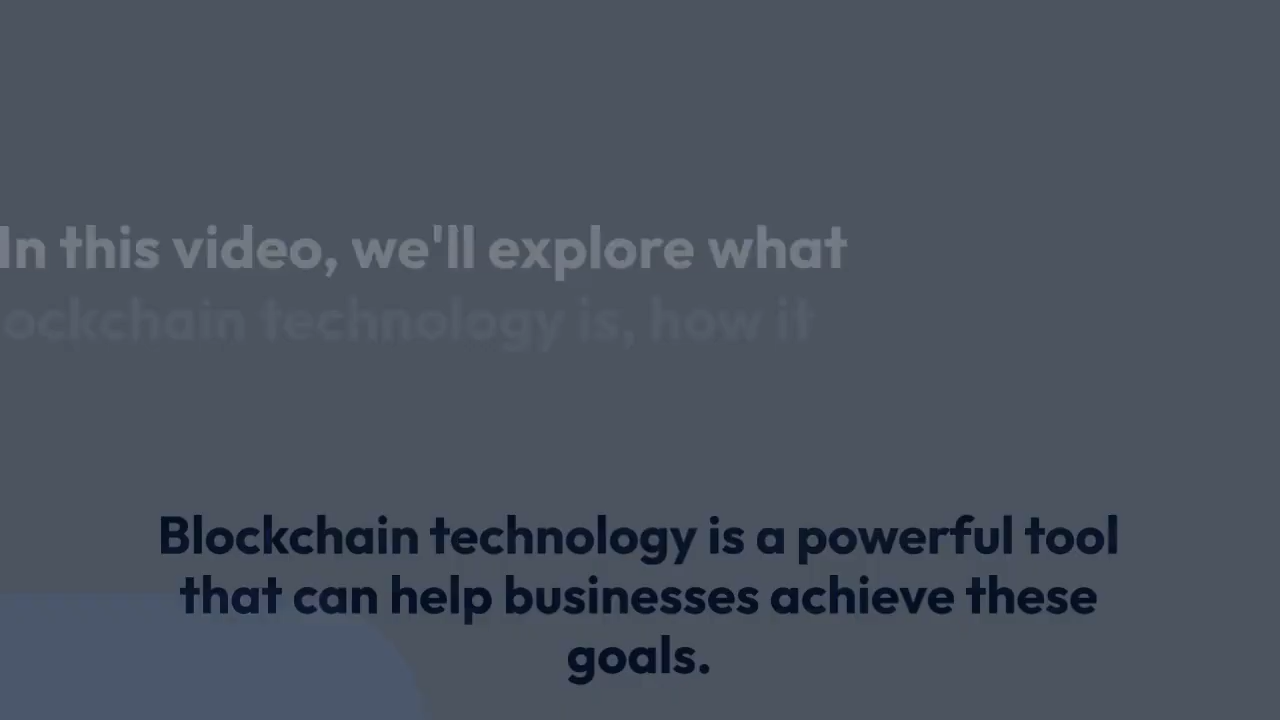 In this video, we'll explore what
ockchain technology is, how it
Blockchain technology is a powerful tool
that can help businesses achieve these
goals.